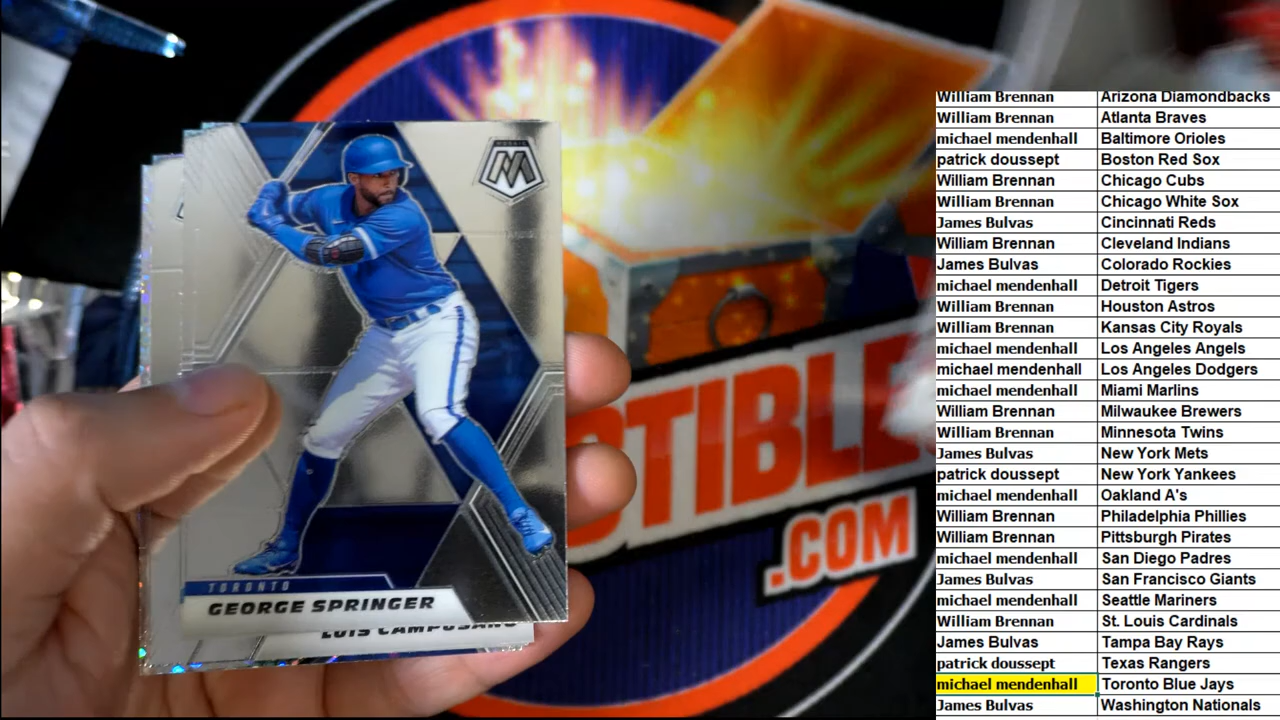 MOSAIC
TORONTO
GEORGE SPRINGER
LUIS CAMPUSANO
CTIBLE
.COM
William Brennan Arizona Diamondbacks
William Brennan Atlanta Braves
michael mendenhall Baltimore Orioles
patrick doussept Boston Red Sox
William Brennan Chicago Cubs
William Brennan Chicago White Sox
James Bulvas Cincinnati Reds
William Brennan Cleveland Indians
James Bulvas Colorado Rockies
michael mendenhall Detroit Tigers
William Brennan Houston Astros
William Brennan Kansas City Royals
michael mendenhall Los Angeles Angels
michael mendenhall Los Angeles Dodgers
michael mendenhall Miami Marlins
William Brennan Milwaukee Brewers
William Brennan Minnesota Twins
James Bulvas New York Mets
patrick doussept New York Yankees
michael mendenhall Oakland A's
William Brennan Philadelphia Phillies
William Brennan Pittsburgh Pirates
michael mendenhall San Diego Padres
James Bulvas San Francisco Giants
michael mendenhall Seattle Mariners
William Brennan St. Louis Cardinals
James Bulvas Tampa Bay Rays
patrick doussept Texas Rangers
michael mendenhall Toronto Blue Jays
James Bulvas Washington Nationals